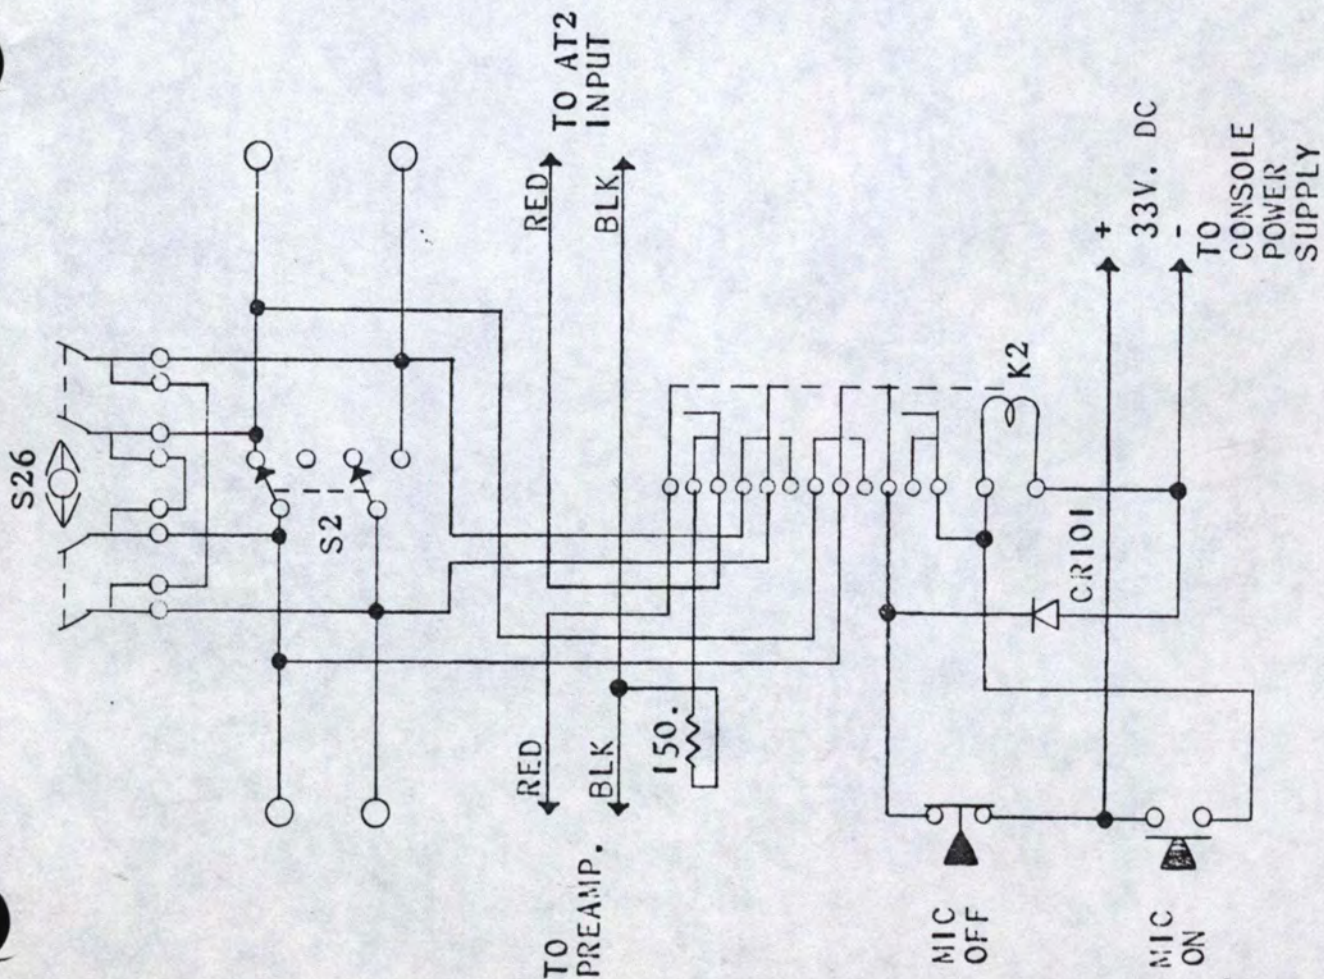 S26
S2
RED
BLK
TO AT2
INPUT
RED
BLK
TO
PREAMP.
150.
K2
CR101
MIC
OFF
MIC
ON
+
33V. DC
-
TO
CONSOLE
POWER
SUPPLY